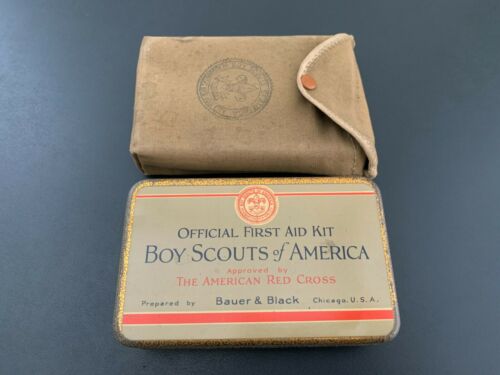 OFFICIAL FIRST AID KIT
BOY SCOUTS of AMERICA
Approved by
THE AMERICAN RED CROSS
Prepared by Bauer & Black Chicago, U.S.A.